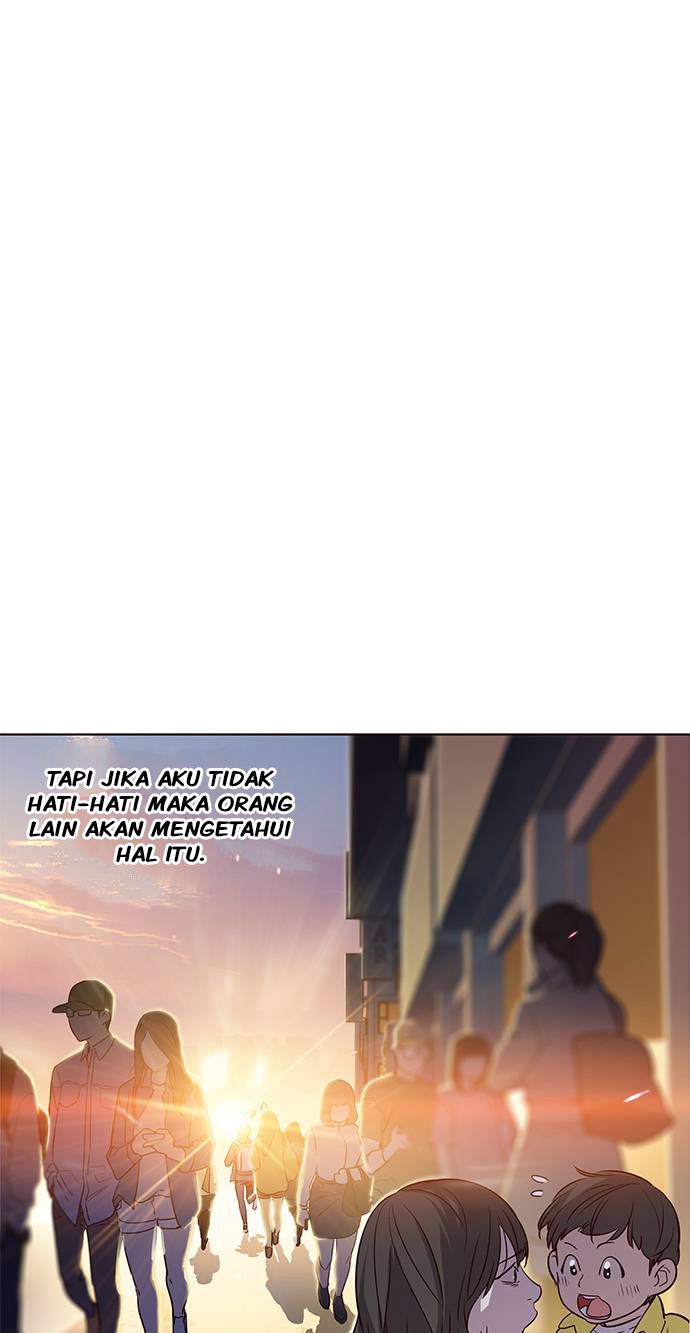 TAPI JIKA AKU TIDAK
HATI-HATI MAKA ORANG
LAIN AKAN MENGETAHUI
HAL ITU.